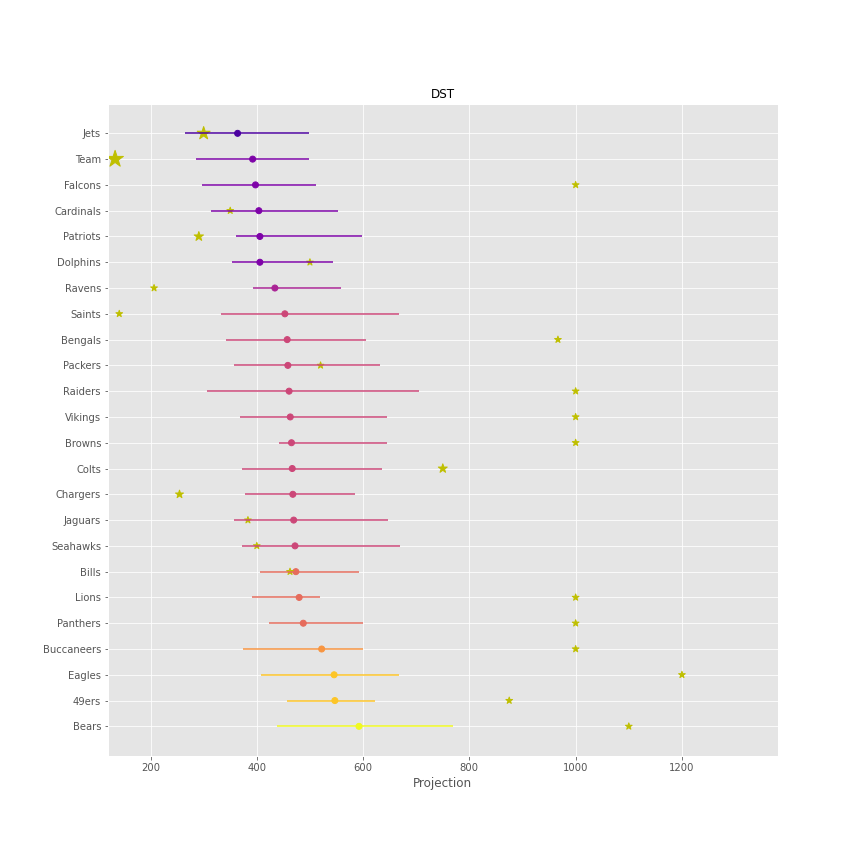 DST
Jets
Team
Falcons
Cardinals
Patriots
Dolphins
Ravens
Saints
Bengals
Packers
Raiders
Vikings
Browns
Colts
Chargers
Jaguars
Seahawks
Bills
Lions
Panthers
Buccaneers
Eagles
49ers
Bears
200 400 600 800 1000 1200
Projection